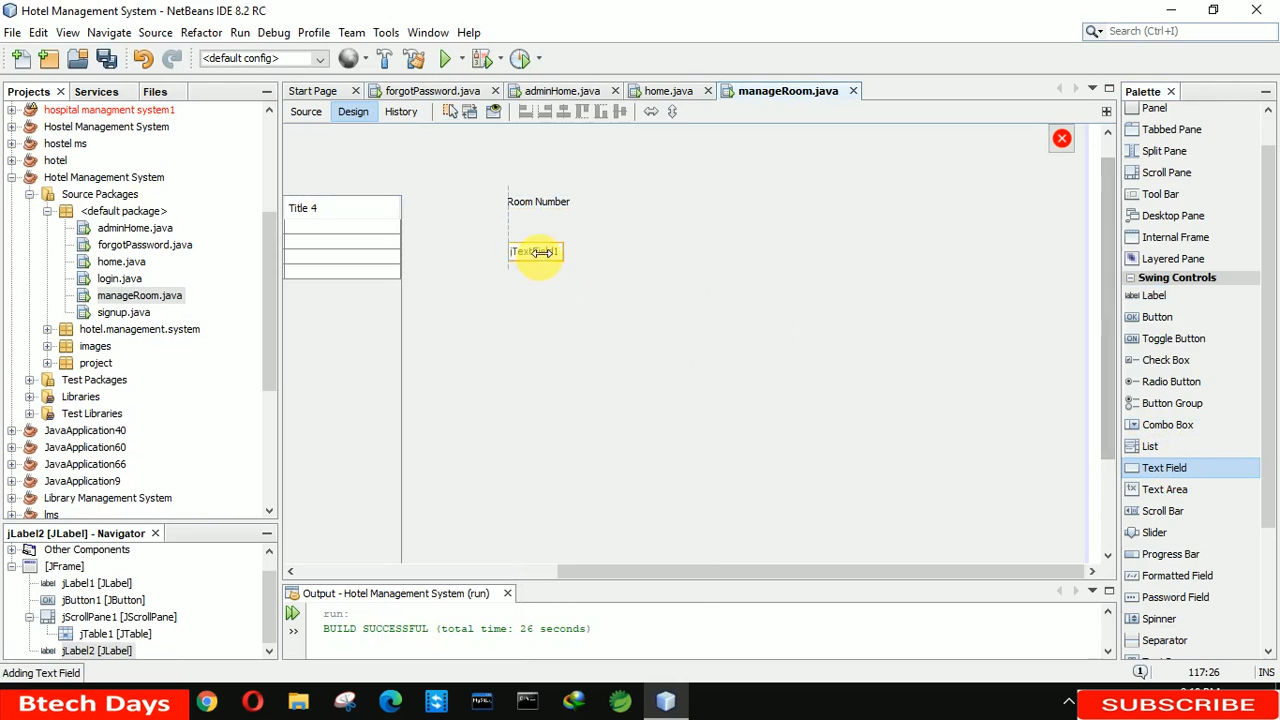 Hotel Management System - NetBeans IDE 8.2 RC
File Edit View Navigate Source Refactor Run Debug Profile Team Tools Window Help
Search (Ctrl+I)
<default config>
Projects Services Files
Start Page forgotPassword.java adminHome.java home.java manageRoom.java
Palette
Source Design History
hospital managment system1
Hostel Management System
hostel ms
hotel
Hotel Management System
Source Packages
<default package>
adminHome.java
forgotPassword.java
home.java
login.java
manageRoom.java
signup.java
hotel.management.system
images
project
Test Packages
Libraries
Test Libraries
JavaApplication40
JavaApplication60
JavaApplication66
JavaApplication9
Library Management System
lms
Title 4
Room Number
jTextField1
Panel
Tabbed Pane
Split Pane
Scroll Pane
Tool Bar
Desktop Pane
Internal Frame
Layered Pane
Swing Controls
label Label
OK Button
Toggle Button
Check Box
Radio Button
Button Group
Combo Box
List
Text Field
Text Area
Scroll Bar
Slider
Progress Bar
Formatted Field
Password Field
Spinner
Separator
jLabel2 [JLabel] - Navigator
Other Components
[JFrame]
label jLabel1 [JLabel]
OK jButton1 [JButton]
jScrollPane1 [JScrollPane]
jTable1 [JTable]
label jLabel2 [JLabel]
Output - Hotel Management System (run)
run:
BUILD SUCCESSFUL (total time: 26 seconds)
Adding Text Field
1
117:26
INS
Btech Days
SUBSCRIBE